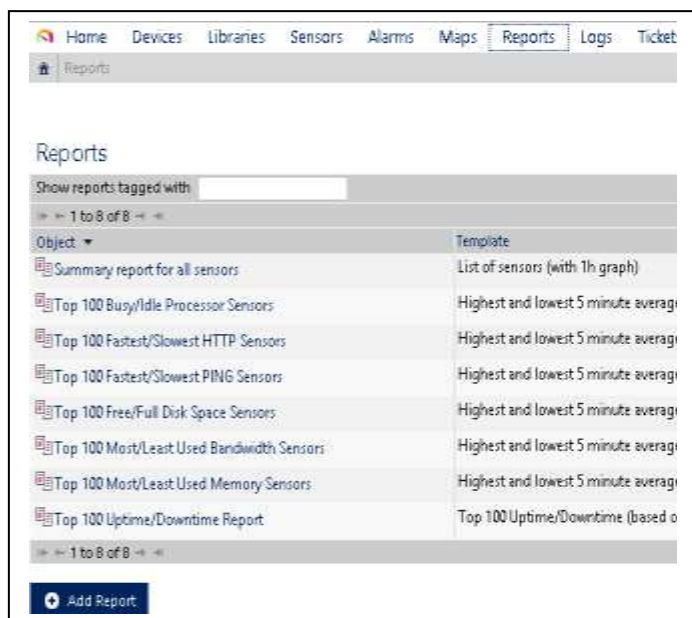 Home Devices Libraries Sensors Alarms Maps Reports Logs Ticket
Reports
Reports
Show reports tagged with
1 to 8 of 8
Object Template
Summary report for all sensors List of sensors (with 1h graph)
Top 100 Busy/Idle Processor Sensors Highest and lowest 5 minute average
Top 100 Fastest/Slowest HTTP Sensors Highest and lowest 5 minute average
Top 100 Fastest/Slowest PING Sensors Highest and lowest 5 minute average
Top 100 Free/Full Disk Space Sensors Highest and lowest 5 minute average
Top 100 Most/Least Used Bandwidth Sensors Highest and lowest 5 minute average
Top 100 Most/Least Used Memory Sensors Highest and lowest 5 minute average
Top 100 Uptime/Downtime Report Top 100 Uptime/Downtime (based o
1 to 8 of 8
Add Report